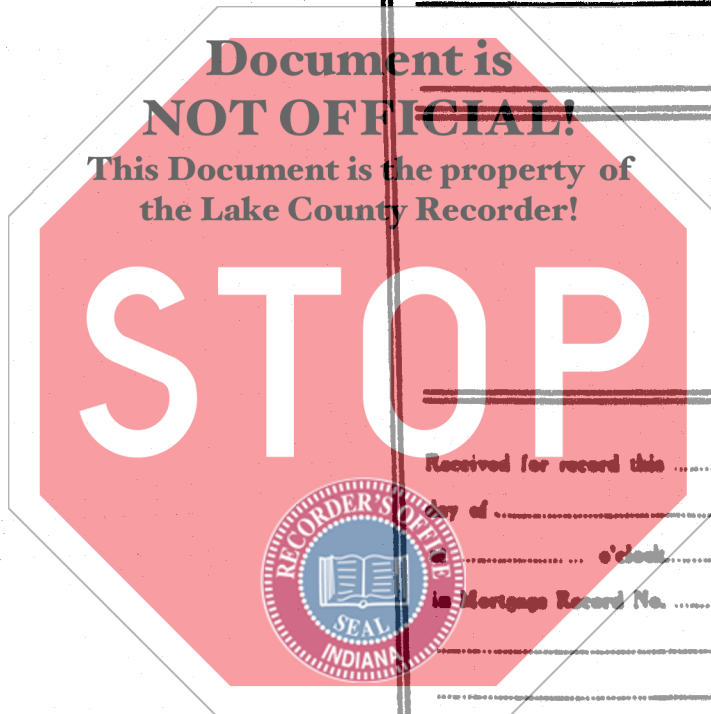 Document is
NOT OFFICIAL!
This Document is the property of
the Lake County Recorder!
STOP
Received for record this
day of
o'clock
in Mortgage Record No.
RECORDER'S OFFICE
SEAL
INDIANA